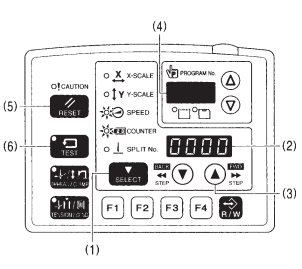 (4)
X X-SCALE
PROGRAM No.
!CAUTION
Y Y-SCALE
(5)
RESET
SPEED
COUNTER
(6)
TEST
SPLIT No.
0000
(2)
SELECT
BACK
STEP
FWD
STEP
(3)
F1 F2 F3 F4 R/W
(1)